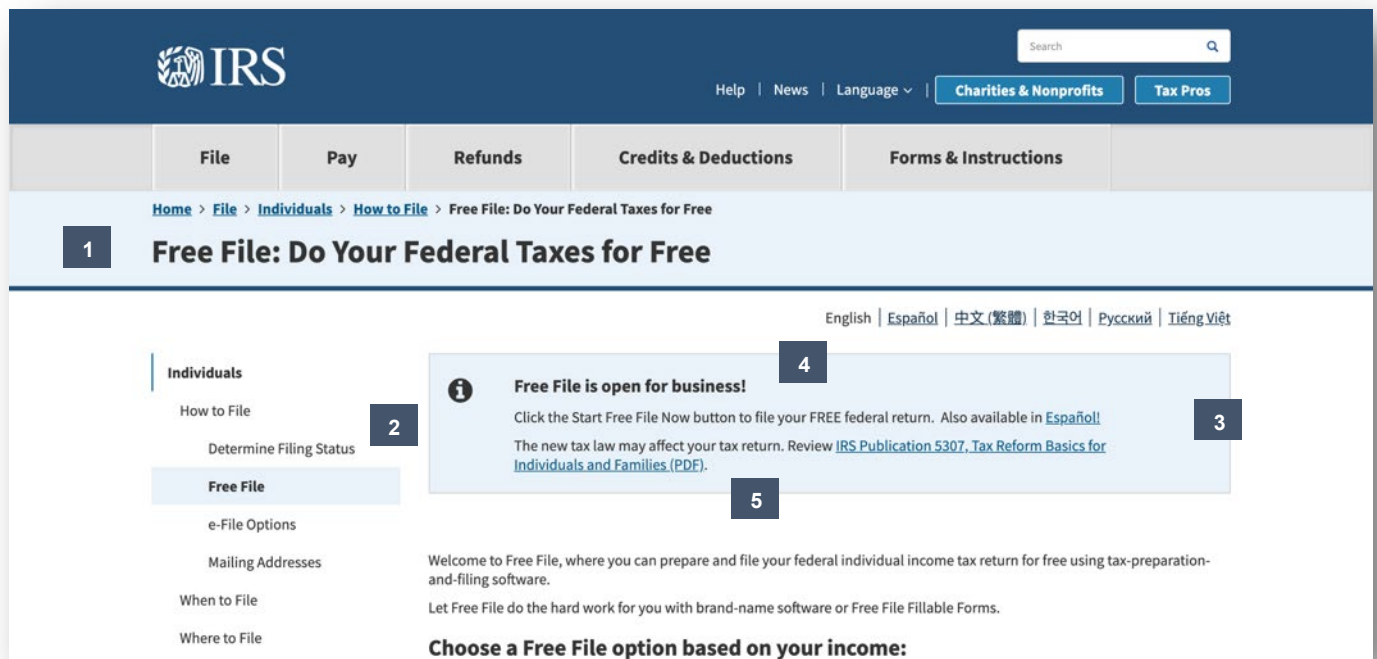 IRS
Search
Help | News | Language | Charities & Nonprofits Tax Pros
File Pay Refunds Credits & Deductions Forms & Instructions
Home > File > Individuals > How to File > Free File: Do Your Federal Taxes for Free
1 Free File: Do Your Federal Taxes for Free
English | Español | 中文 (繁體) | 한국어 | Русский | Tiếng Việt
Individuals
How to File
Determine Filing Status
Free File
e-File Options
Mailing Addresses
When to File
Where to File
2
4
Free File is open for business!
Click the Start Free File Now button to file your FREE federal return. Also available in Español!
3
The new tax law may affect your tax return. Review IRS Publication 5307, Tax Reform Basics for
Individuals and Families (PDF).
5
Welcome to Free File, where you can prepare and file your federal individual income tax return for free using tax-preparation-
and-filing software.
Let Free File do the hard work for you with brand-name software or Free File Fillable Forms.
Choose a Free File option based on your income: